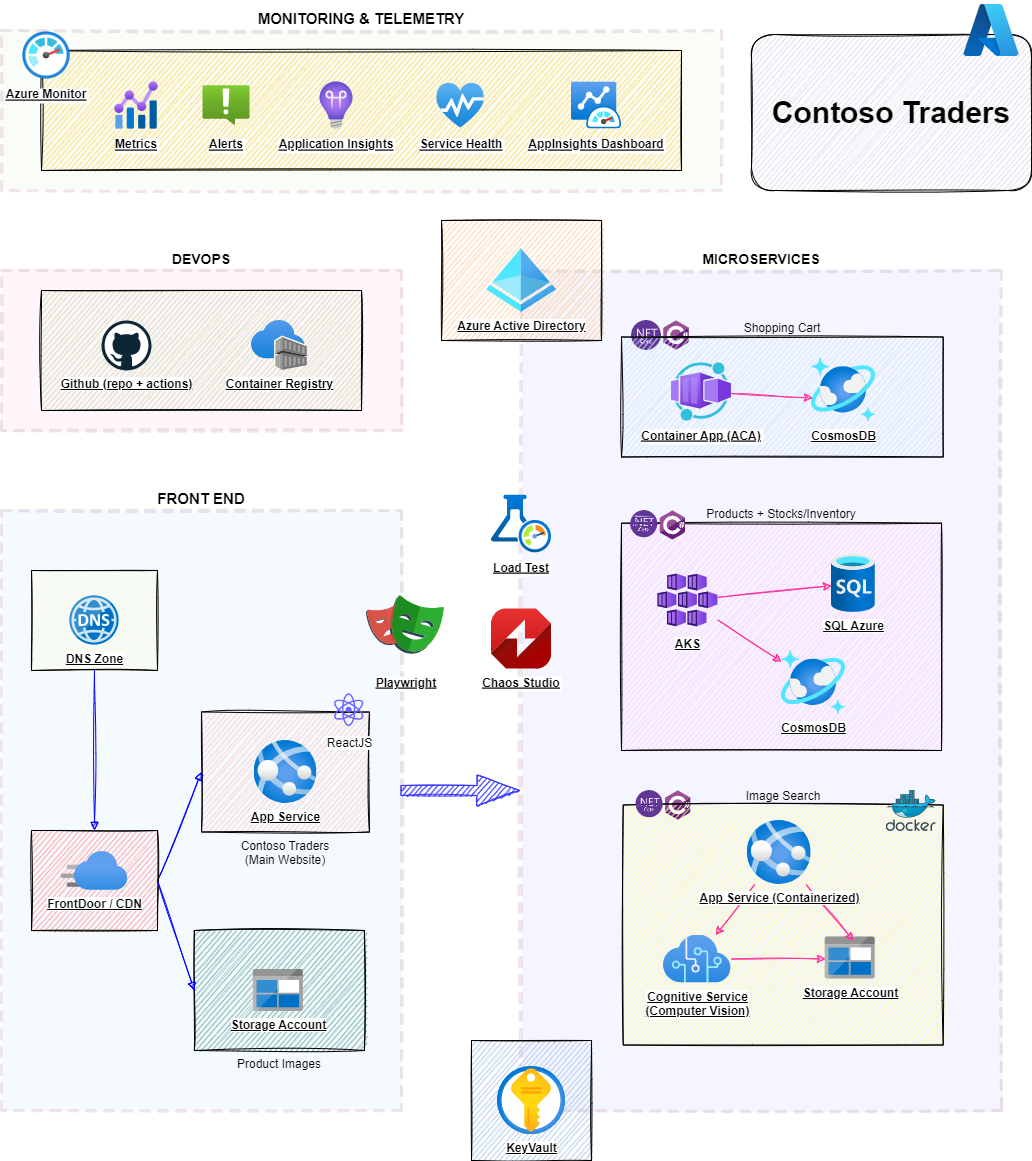 MONITORING & TELEMETRY
Azure Monitor
Metrics
Alerts
Application Insights
Service Health
AppInsights Dashboard
Contoso Traders
DEVOPS
Github (repo + actions)
Container Registry
Azure Active Directory
MICROSERVICES
Shopping Cart
.NET
Core
C#
Container App (ACA)
CosmosDB
FRONT END
DNS
DNS Zone
FrontDoor / CDN
ReactJS
App Service
Contoso Traders
(Main Website)
Storage Account
Product Images
Load Test
Playwright
Chaos Studio
Products + Stocks/Inventory
.NET
Core
C#
AKS
SQL
SQL Azure
CosmosDB
Image Search
.NET
Core
C#
docker
App Service (Containerized)
Cognitive Service
(Computer Vision)
Storage Account
KeyVault